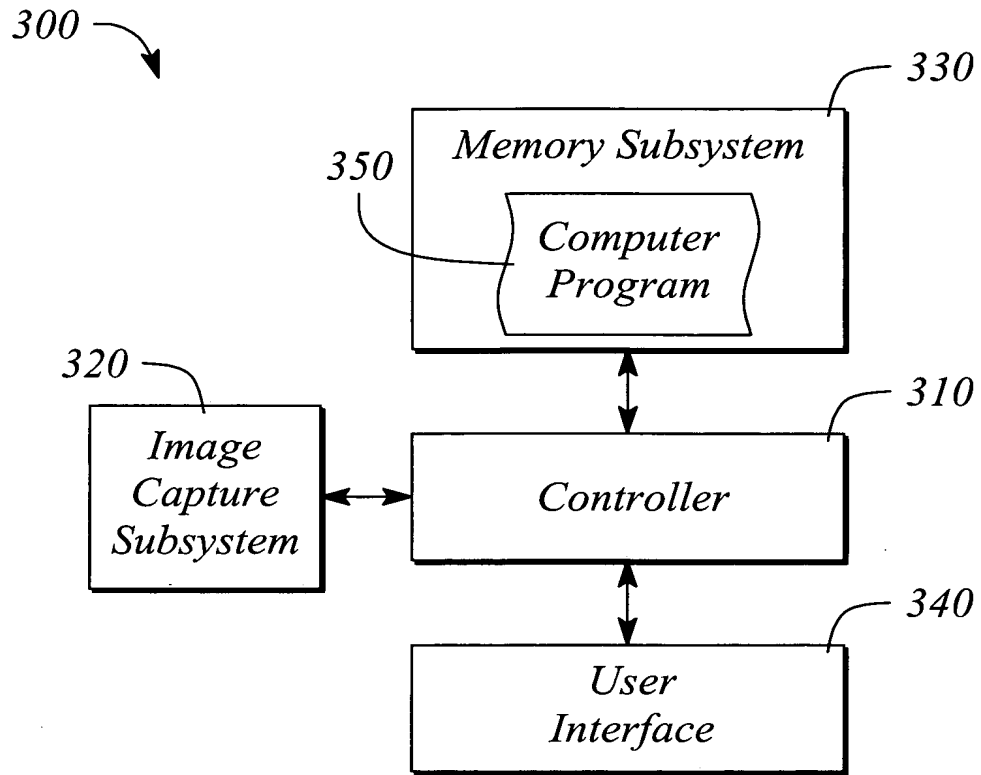 300
330
Memory Subsystem
350
Computer
Program
320
310
Image
Capture
Subsystem
Controller
340
User
Interface